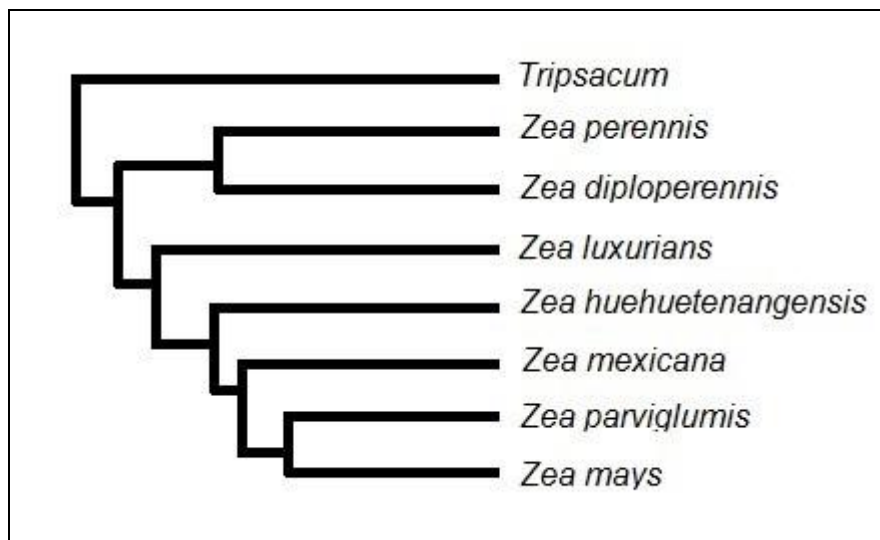 Tripsacum
Zea perennis
Zea diploperennis
Zea luxurians
Zea huehuetenangensis
Zea mexicana
Zea parviglumis
Zea mays